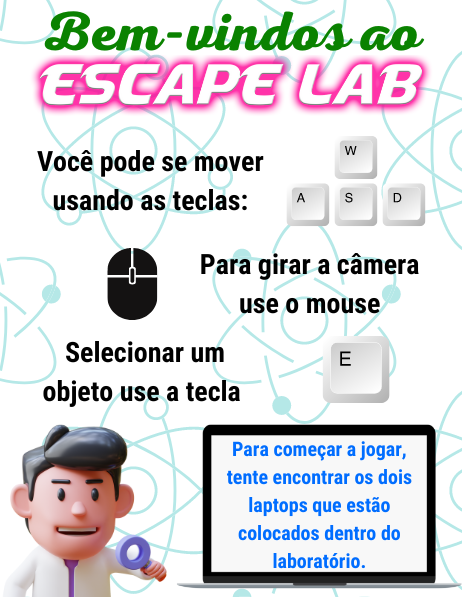 Bem-vindos ao
ESCAPE LAB
Você pode se mover
usando as teclas:
W
A S D
Para girar a câmera
use o mouse
Selecionar um
objeto use a tecla
E
Para começar a jogar,
tente encontrar os dois
laptops que estão
colocados dentro do
laboratório.